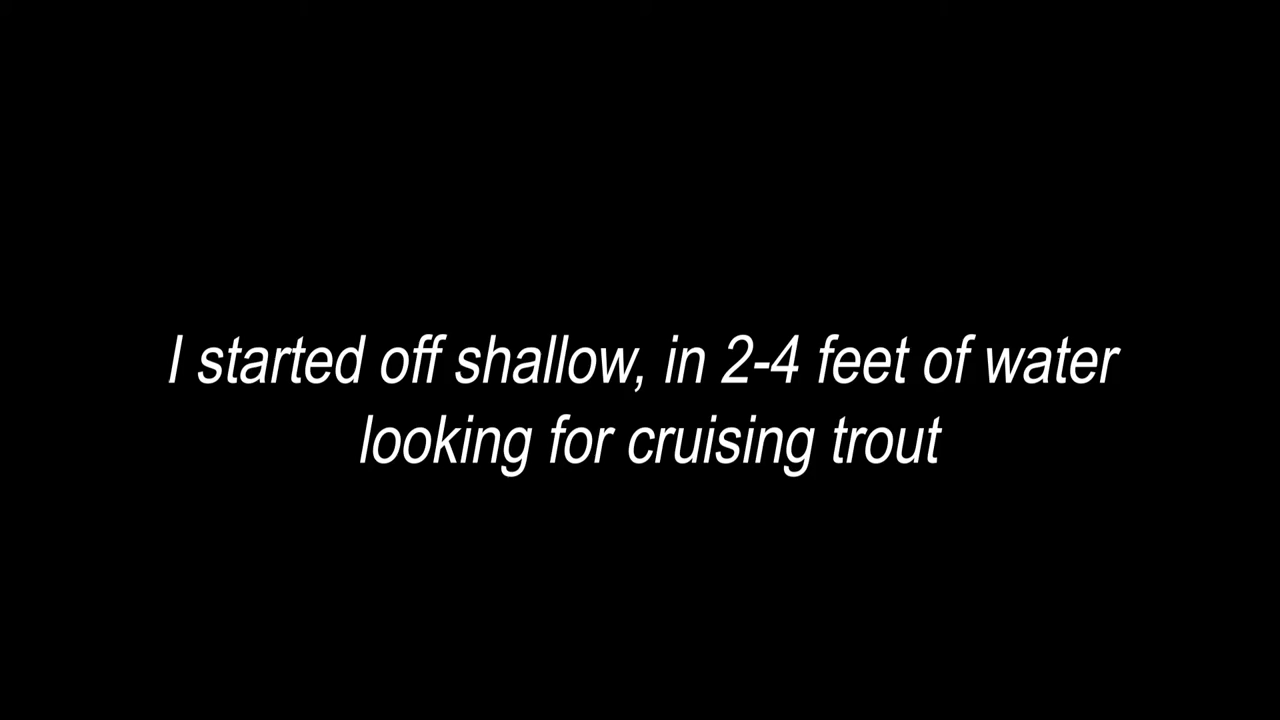 I started off shallow, in 2-4 feet of water
looking for cruising trout